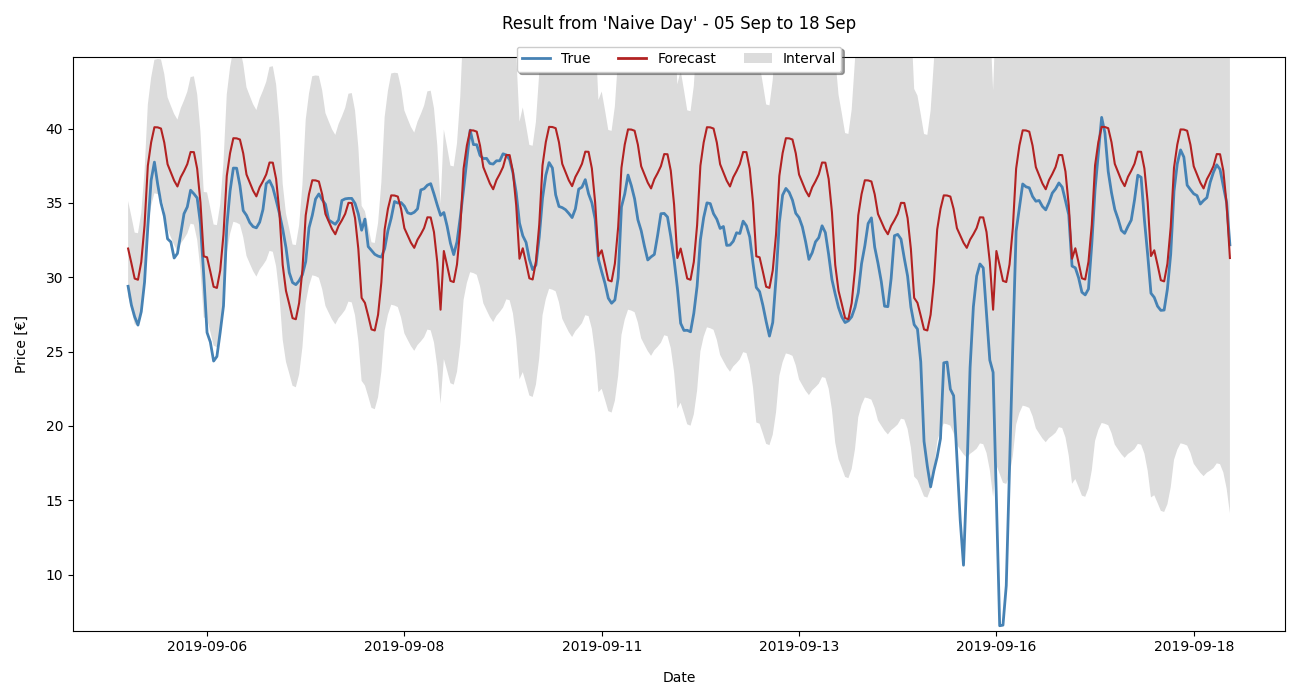 Result from 'Naive Day' - 05 Sep to 18 Sep
True Forecast Interval
Price [€]
40
35
30
25
20
15
10
2019-09-06 2019-09-08 2019-09-11 2019-09-13 2019-09-16 2019-09-18
Date